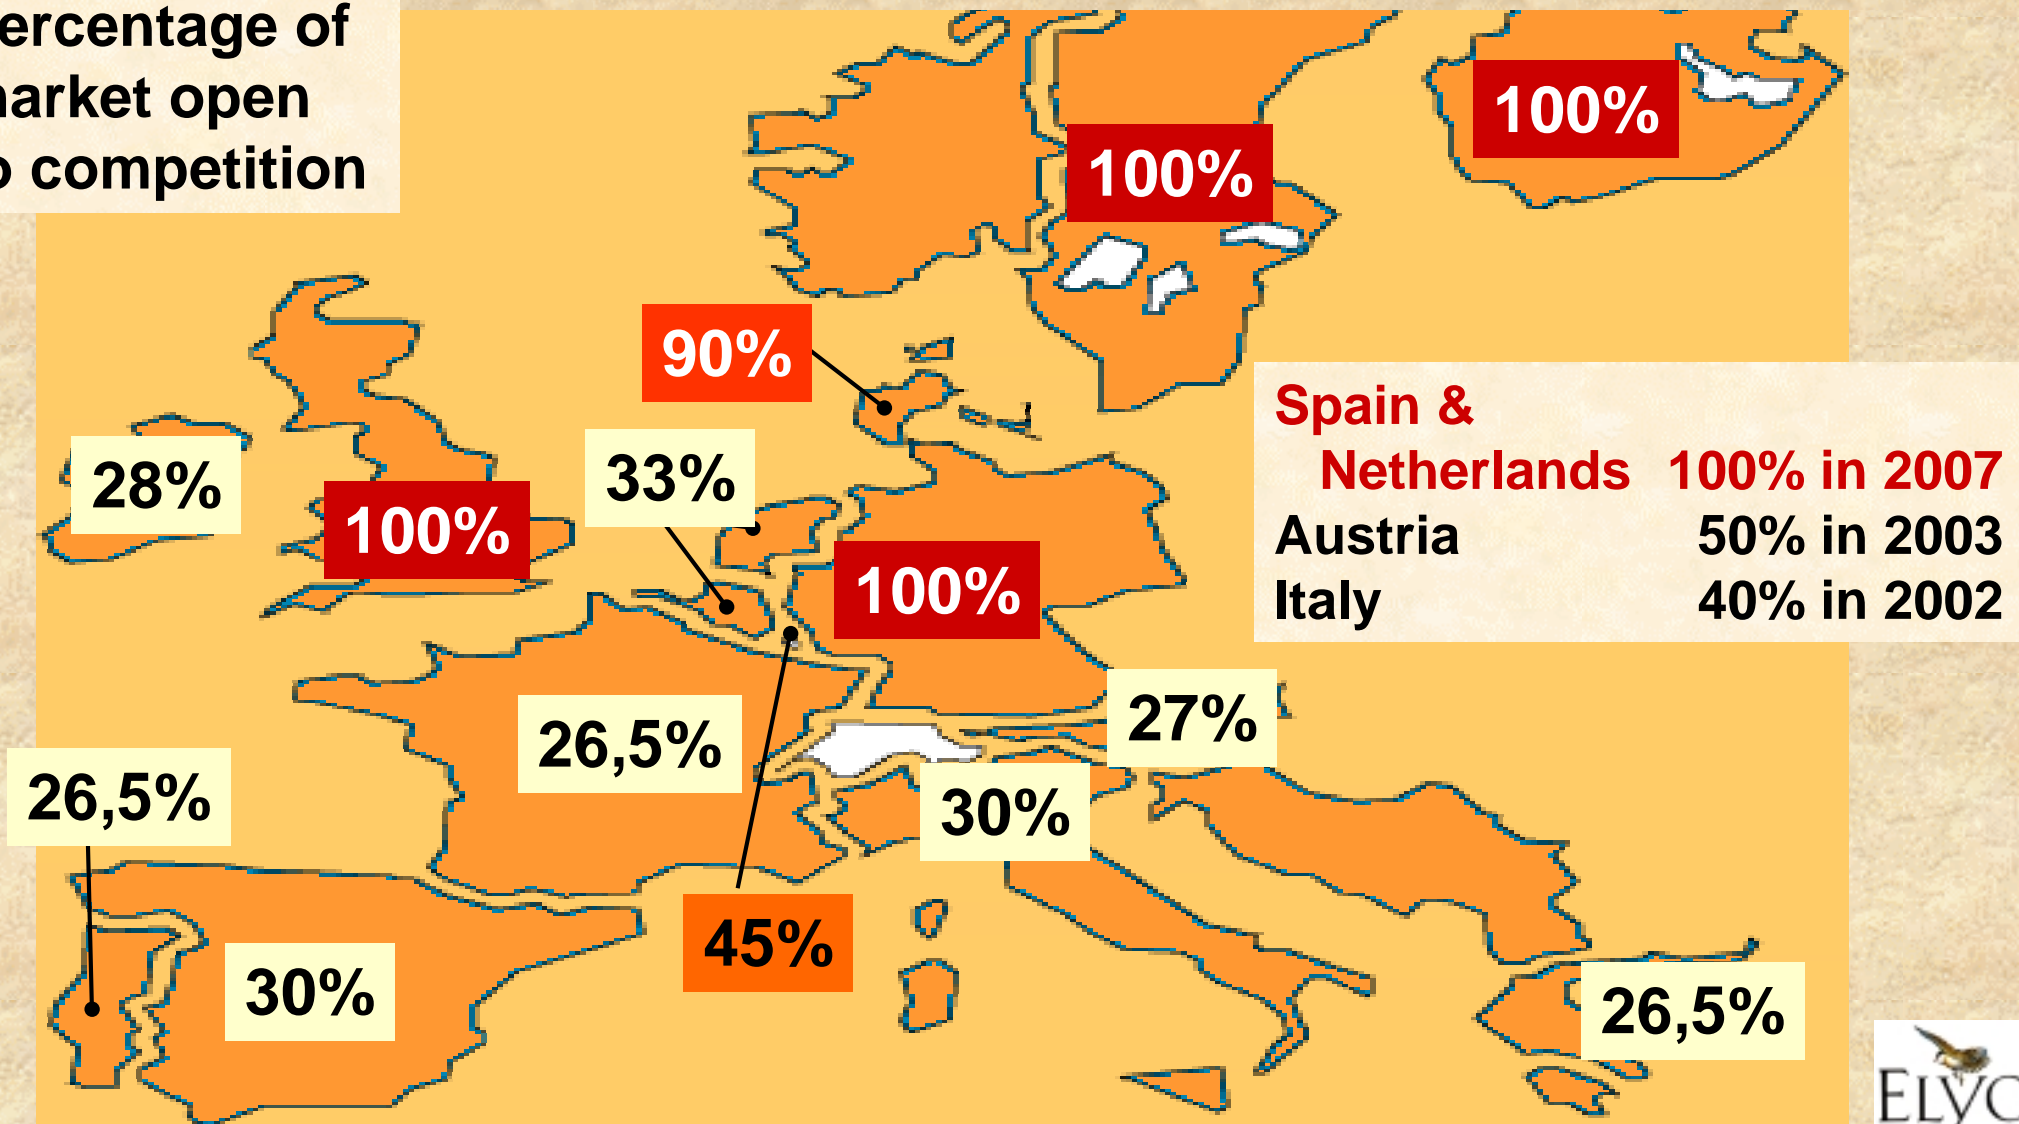 ercentage of
arket open
o competition
100%
100%
90%
28%
33%
100%
100%
Spain &
Netherlands 100% in 2007
Austria 50% in 2003
Italy 40% in 2002
26,5%
27%
26,5%
30%
45%
30%
26,5%
ELYO